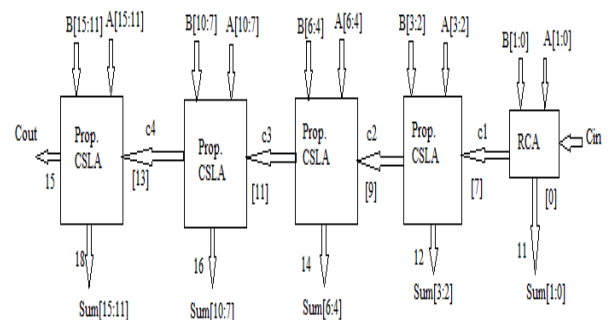 B[15:11] A[15:11]
B[10:7] A[10:7]
B[6:4] A[6:4]
B[3:2] A[3:2]
B[1:0] A[1:0]
Cout
15
Prop.
CSLA
c4
[13]
Prop.
CSLA
c3
[11]
Prop.
CSLA
c2
[9]
Prop.
CSLA
c1
[7]
RCA
Cin
[0]
18
16
14
12
11
Sum[15:11]
Sum[10:7]
Sum[6:4]
Sum[3:2]
Sum[1:0]